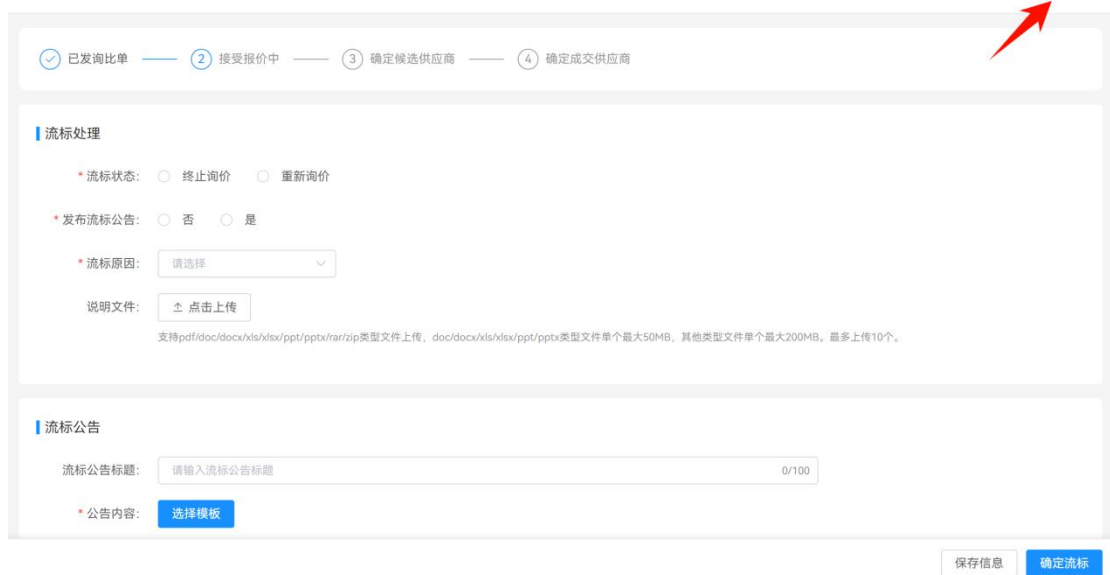 已发询比单 2 接受报价中 3 确定候选供应商 4 确定成交供应商
流标处理
* 流标状态: 终止询价 重新询价
* 发布流标公告: 否 是
* 流标原因: 请选择
说明文件: 点击上传
支持pdf/doc/docx/xls/xlsx/ppt/pptx/rar/zip类型文件上传，doc/docx/xls/xlsx/ppt/pptx类型文件单个最大50MB，其他类型文件单个最大200MB。最多上传10个。
流标公告
流标公告标题: 请输入流标公告标题 0/100
* 公告内容: 选择模板
保存信息 确定流标